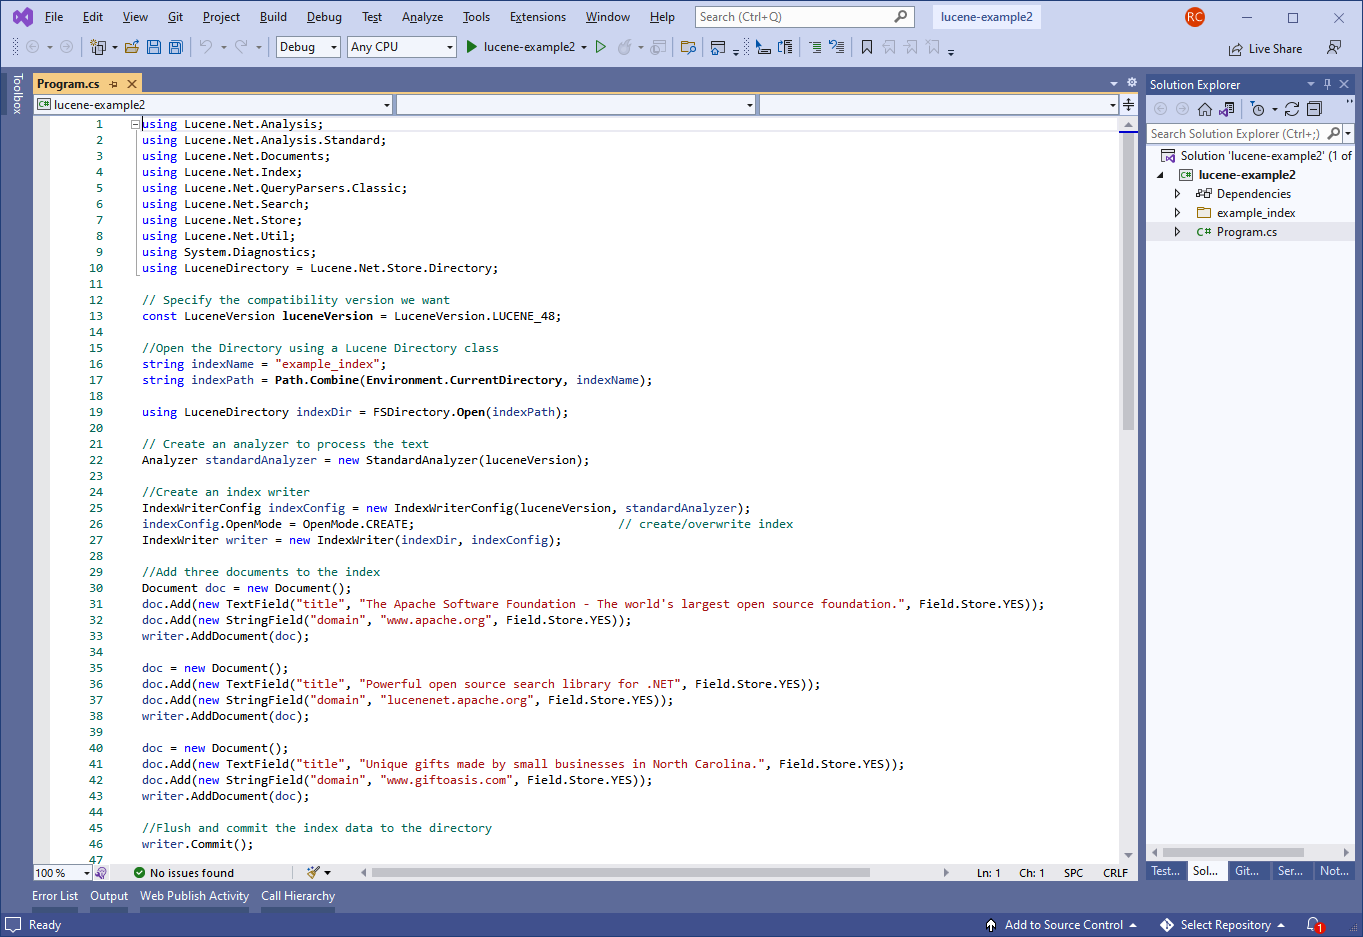 File Edit View Git Project Build Debug Test Analyze Tools Extensions Window Help Search (Ctrl+Q) lucene-example2 RC
Debug Any CPU lucene-example2 Live Share
Toolbox
Program.cs
Solution Explorer
lucene-example2
Search Solution Explorer (Ctrl+;)
Solution 'lucene-example2' (1 of
C# lucene-example2
Dependencies
example_index
C# Program.cs
1 using Lucene.Net.Analysis;
2 using Lucene.Net.Analysis.Standard;
3 using Lucene.Net.Documents;
4 using Lucene.Net.Index;
5 using Lucene.Net.QueryParsers.Classic;
6 using Lucene.Net.Search;
7 using Lucene.Net.Store;
8 using Lucene.Net.Util;
9 using System.Diagnostics;
10 using LuceneDirectory = Lucene.Net.Store.Directory;
11
12 // Specify the compatibility version we want
13 const LuceneVersion luceneVersion = LuceneVersion.LUCENE_48;
14
15 //Open the Directory using a Lucene Directory class
16 string indexName = "example_index";
17 string indexPath = Path.Combine(Environment.CurrentDirectory, indexName);
18
19 using LuceneDirectory indexDir = FSDirectory.Open(indexPath);
20
21 // Create an analyzer to process the text
22 Analyzer standardAnalyzer = new StandardAnalyzer(luceneVersion);
23
24 //Create an index writer
25 IndexWriterConfig indexConfig = new IndexWriterConfig(luceneVersion, standardAnalyzer);
26 indexConfig.OpenMode = OpenMode.CREATE; // create/overwrite index
27 IndexWriter writer = new IndexWriter(indexDir, indexConfig);
28
29 //Add three documents to the index
30 Document doc = new Document();
31 doc.Add(new TextField("title", "The Apache Software Foundation - The world's largest open source foundation.", Field.Store.YES));
32 doc.Add(new StringField("domain", "www.apache.org", Field.Store.YES));
33 writer.AddDocument(doc);
34
35 doc = new Document();
36 doc.Add(new TextField("title", "Powerful open source search library for .NET", Field.Store.YES));
37 doc.Add(new StringField("domain", "lucenenet.apache.org", Field.Store.YES));
38 writer.AddDocument(doc);
39
40 doc = new Document();
41 doc.Add(new TextField("title", "Unique gifts made by small businesses in North Carolina.", Field.Store.YES));
42 doc.Add(new StringField("domain", "www.giftoasis.com", Field.Store.YES));
43 writer.AddDocument(doc);
44
45 //Flush and commit the index data to the directory
46 writer.Commit();
47
100 % No issues found Ln: 1 Ch: 1 SPC CRLF
Test... Sol... Git... Ser... Not...
Error List Output Web Publish Activity Call Hierarchy
Ready Add to Source Control Select Repository 1